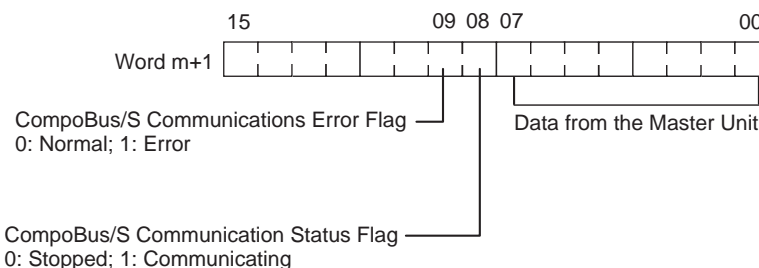 15 09 08 07 00
Word m+1
CompoBus/S Communications Error Flag
0: Normal; 1: Error
Data from the Master Unit
CompoBus/S Communication Status Flag
0: Stopped; 1: Communicating